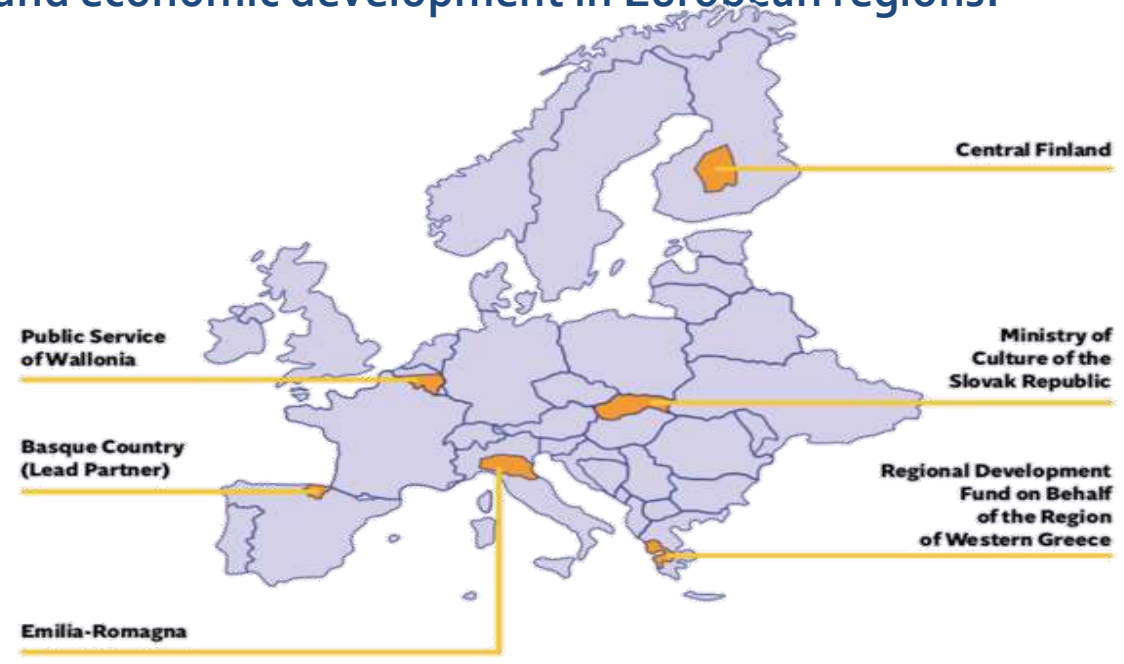 and economic development in European regions.
Central Finland
Public Service
of Wallonia
Ministry of
Culture of the
Slovak Republic
Basque Country
(Lead Partner)
Regional Development
Fund on Behalf
of the Region
of Western Greece
Emilia-Romagna